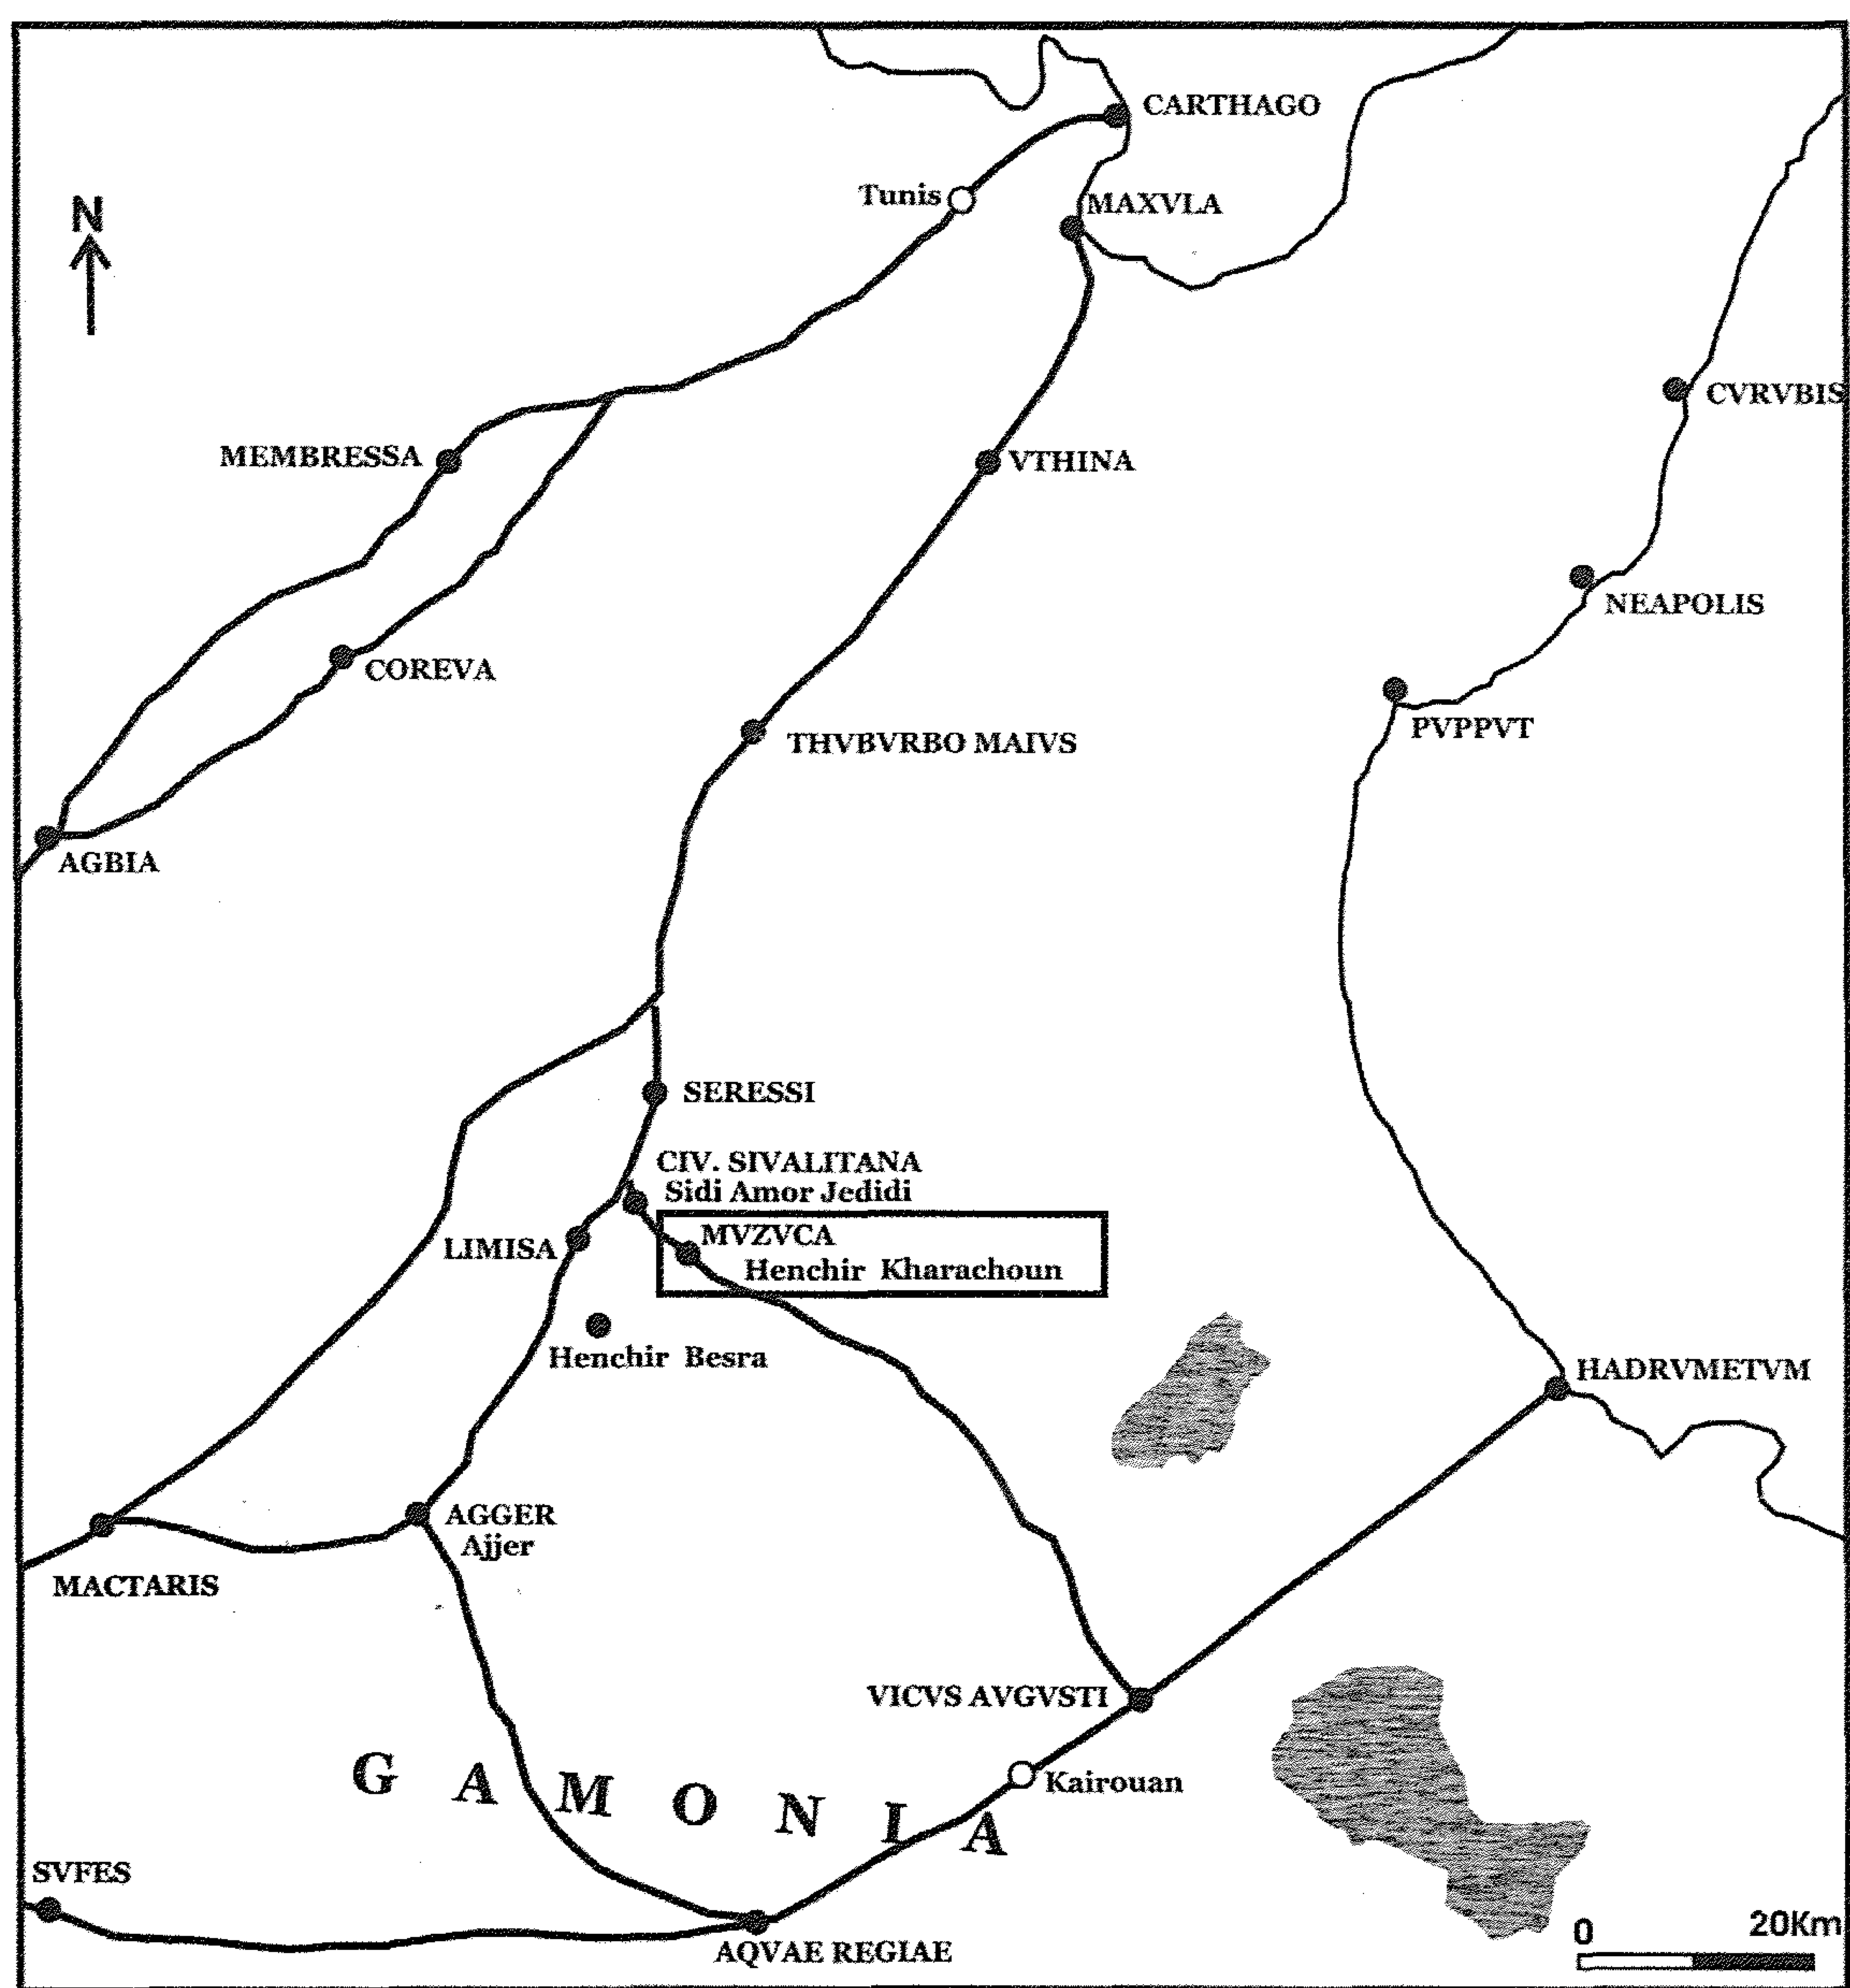 CARTHAGO
Tunis
MAXVLA
N
CVRVBIS
MEMBRESSA
VTHINA
NEAPOLIS
COREVA
PVPPVT
THVBVRBO MAIVS
AGBIA
SERESSI
CIV. SIVALITANA
Sidi Amor Jedidi
MVZVCA
Henchir Kharachoun
LIMISA
Henchir Besra
HADRVMETVM
AGGER
Ajjer
MACTARIS
VICVS AVGVSTI
Kairouan
GAMONIA
SVFES
AQVAE REGIAE
0 20Km